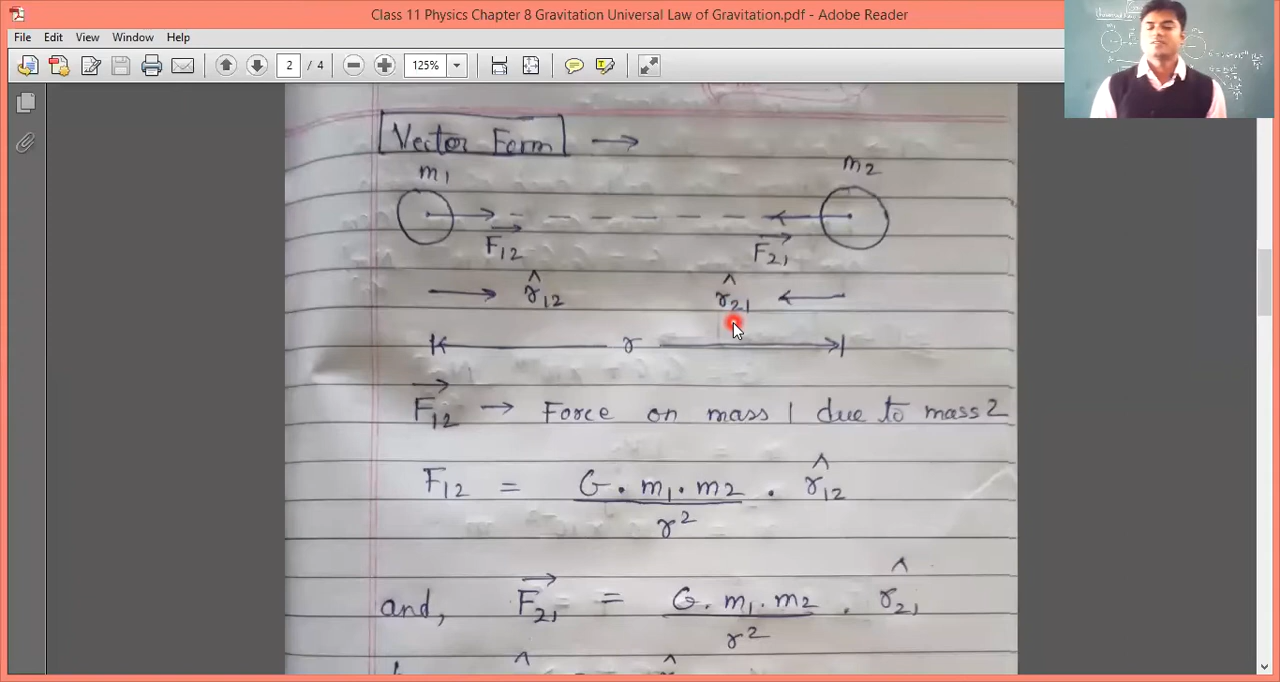 Class 11 Physics Chapter 8 Gravitation Universal Law of Gravitation.pdf - Adobe Reader
File Edit View Window Help
2 / 4 125%
Vector Form →
m1 m2
F12 F21
r̂12 r̂21
r
F12 → Force on mass 1 due to mass 2
F12 = G . m1 . m2 / r2 . r̂12
and, F21 = G . m1 . m2 / r2 . r̂21